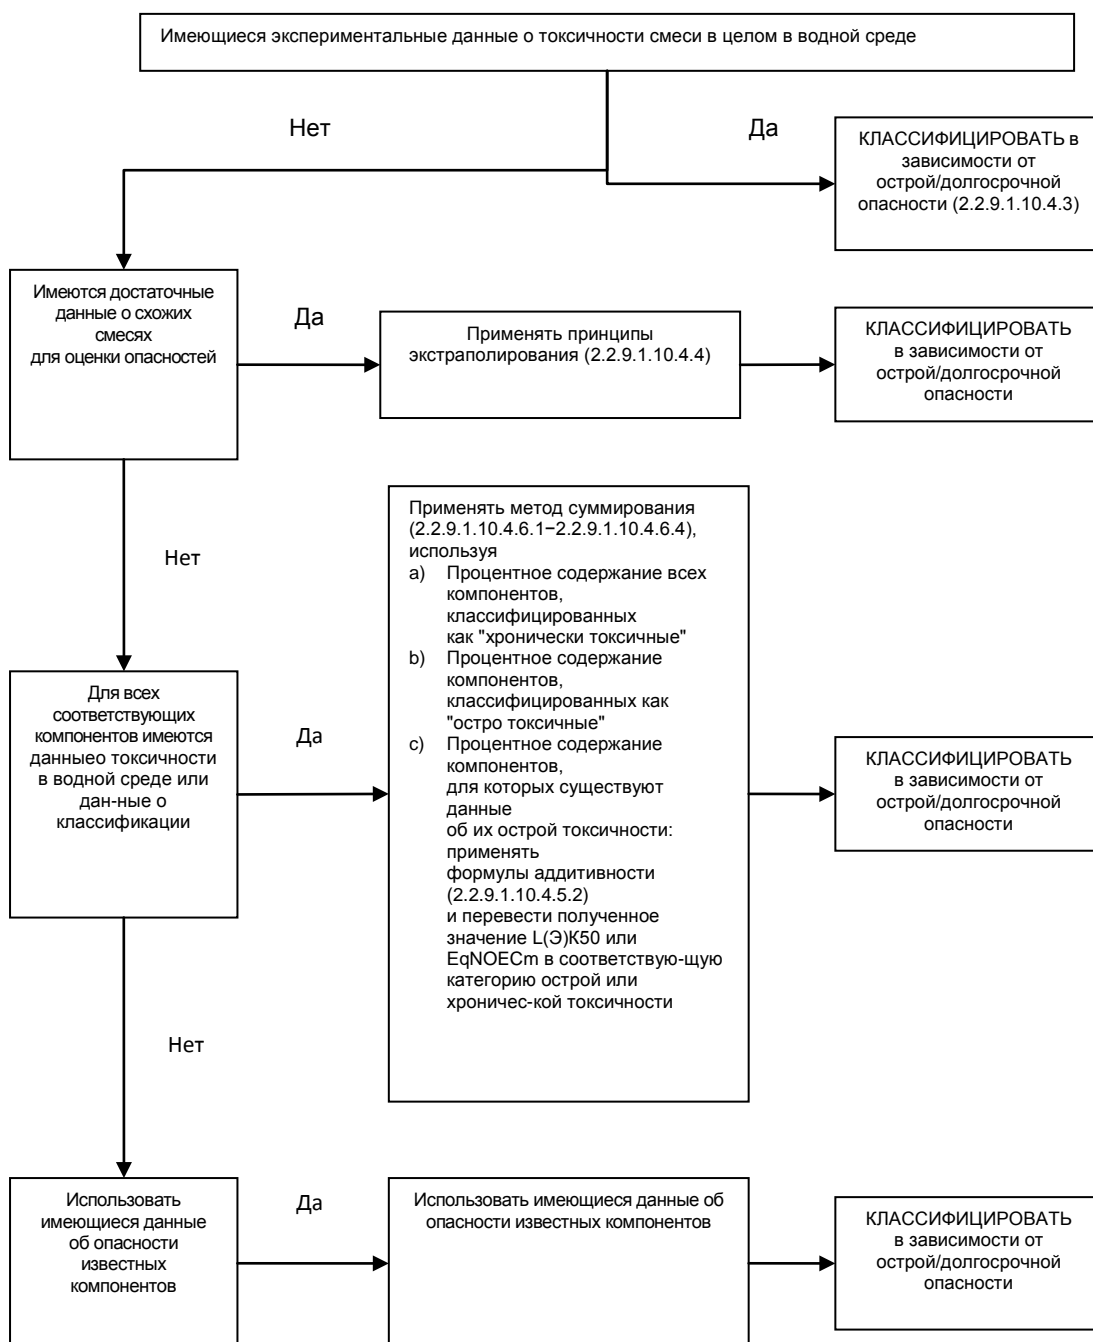 Имеющиеся экспериментальные данные о токсичности смеси в целом в водной среде
Нет
Да
КЛАССИФИЦИРОВАТЬ в
зависимости от
острой/долгосрочной
опасности (2.2.9.1.10.4.3)
Имеются достаточные
данные о схожих
смесях
для оценки опасностей
Да
Применять принципы
экстраполирования (2.2.9.1.10.4.4)
КЛАССИФИЦИРОВАТЬ
в зависимости от
острой/долгосрочной
опасности
Нет
Применять метод суммирования
(2.2.9.1.10.4.6.1−2.2.9.1.10.4.6.4),
используя
a) Процентное содержание всех
компонентов,
классифицированных
как "хронически токсичные"
b) Процентное содержание
компонентов,
классифицированных как
"остро токсичные"
c) Процентное содержание
компонентов,
для которых существуют
данные
об их острой токсичности:
применять
формулы аддитивности
(2.2.9.1.10.4.5.2)
и перевести полученное
значение L(Э)К50 или
EqNOECm в соответствую-щую
категорию острой или
хроничес-кой токсичности
Для всех
соответствующих
компонентов имеются
данныео токсичности
в водной среде или
дан-ные о
классификации
Да
КЛАССИФИЦИРОВАТЬ
в зависимости от
острой/долгосрочной
опасности
Нет
Использовать
имеющиеся данные
об опасности
известных
компонентов
Да
Использовать имеющиеся данные об
опасности известных компонентов
КЛАССИФИЦИРОВАТЬ
в зависимости от
острой/долгосрочной
опасности